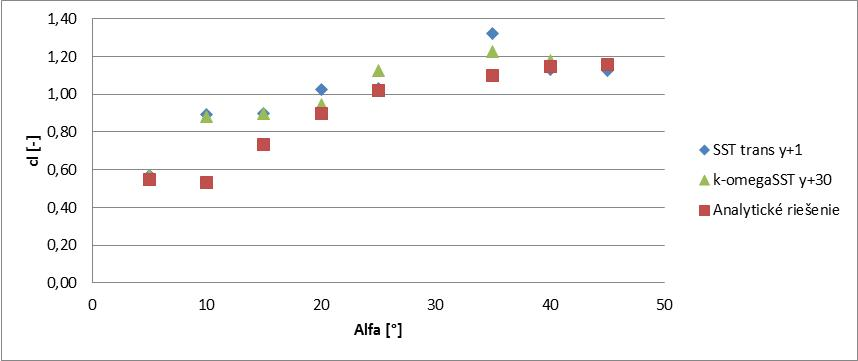 1,40
1,20
1,00
0,80
0,60
0,40
0,20
0,00
cl [-]
0
10
20
30
40
50
Alfa [°]
SST trans y+1
k-omegaSST y+30
Analytické riešenie